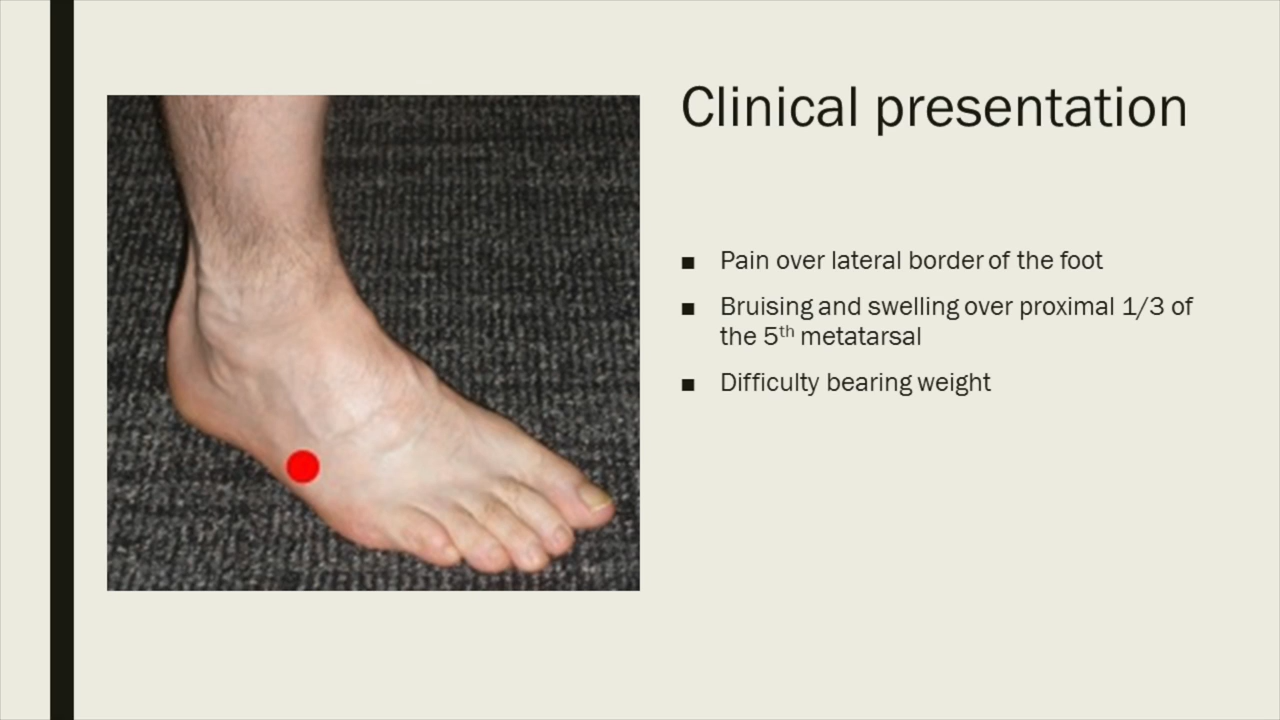 Clinical presentation
■ Pain over lateral border of the foot
■ Bruising and swelling over proximal 1/3 of
the 5th metatarsal
■ Difficulty bearing weight